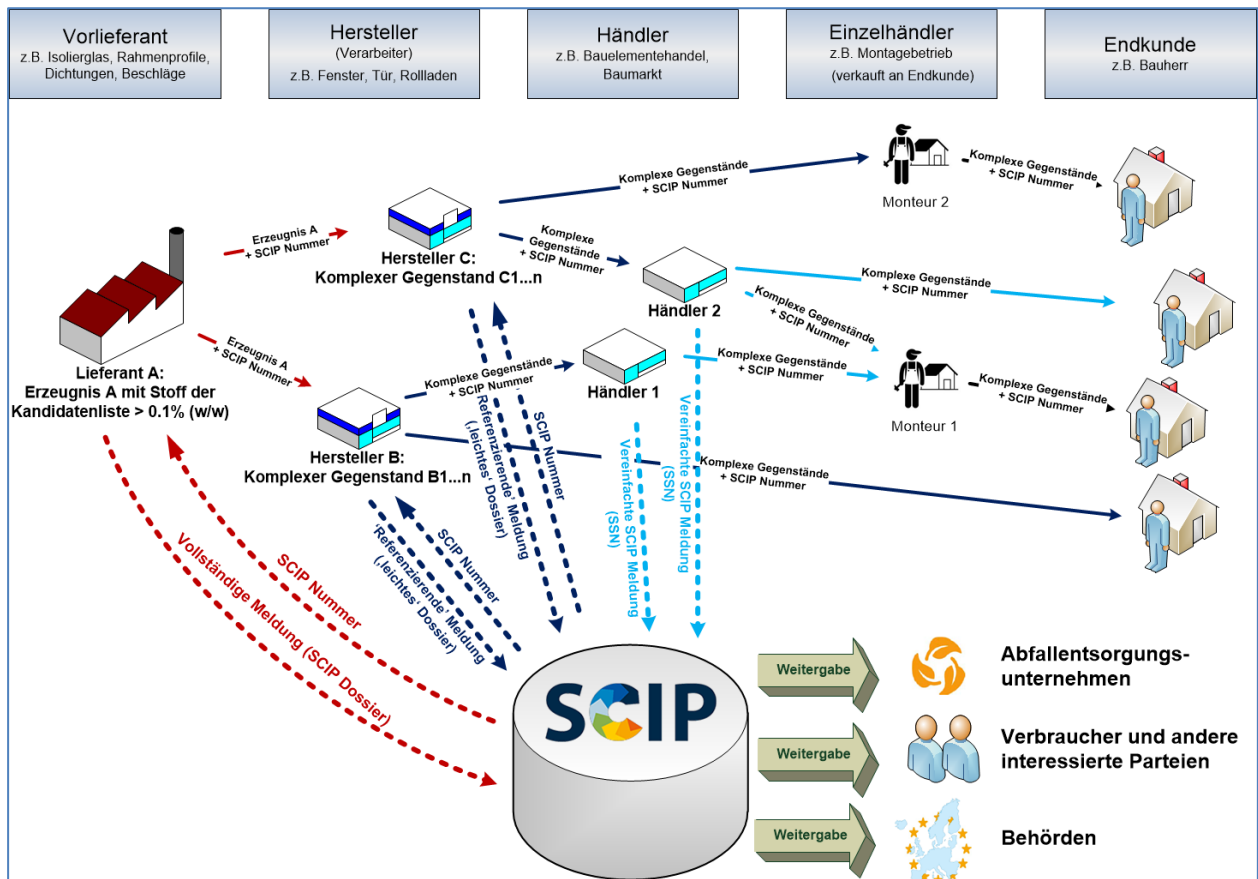 Vorlieferant
z.B. Isolierglas, Rahmenprofile,
Dichtungen, Beschläge
Hersteller
(Verarbeiter)
z.B. Fenster, Tür, Rollladen
Händler
z.B. Bauelementehandel,
Baumarkt
Einzelhändler
z.B. Montagebetrieb
(verkauft an Endkunde)
Endkunde
z.B. Bauherr
Komplexe Gegenstände
+ SCIP Nummer
Monteur 2
Komplexe Gegenstände
+ SCIP Nummer
Erzeugnis A
+ SCIP Nummer
Hersteller C:
Komplexer Gegenstand C1...n
Komplexe
Gegenstände
+ SCIP Nummer
Händler 2
Komplexe Gegenstände
+ SCIP Nummer
Komplexe Gegenstände
+ SCIP Nummer
Lieferant A:
Erzeugnis A mit Stoff der
Kandidatenliste > 0.1% (w/w)
Erzeugnis A
+ SCIP Nummer
Hersteller B:
Komplexer Gegenstand B1...n
Komplexe Gegenstände
+ SCIP Nummer
Händler 1
Komplexe Gegenstände
+ SCIP Nummer
Monteur 1
Komplexe Gegenstände
+ SCIP Nummer
Komplexe Gegenstände
+ SCIP Nummer
SCIP Nummer
Vollständige Meldung (SCIP Dossier)
SCIP Nummer
'Referenzierende' Meldung
(‚leichtes‘ Dossier)
SCIP Nummer
'Referenzierende' Meldung
(‚leichtes‘ Dossier)
Vereinfachte SCIP Meldung
(SSN)
Vereinfachte SCIP Meldung
(SSN)
SCIP
Weitergabe
Abfallentsorgungs-
unternehmen
Weitergabe
Verbraucher und andere
interessierte Parteien
Weitergabe
Behörden